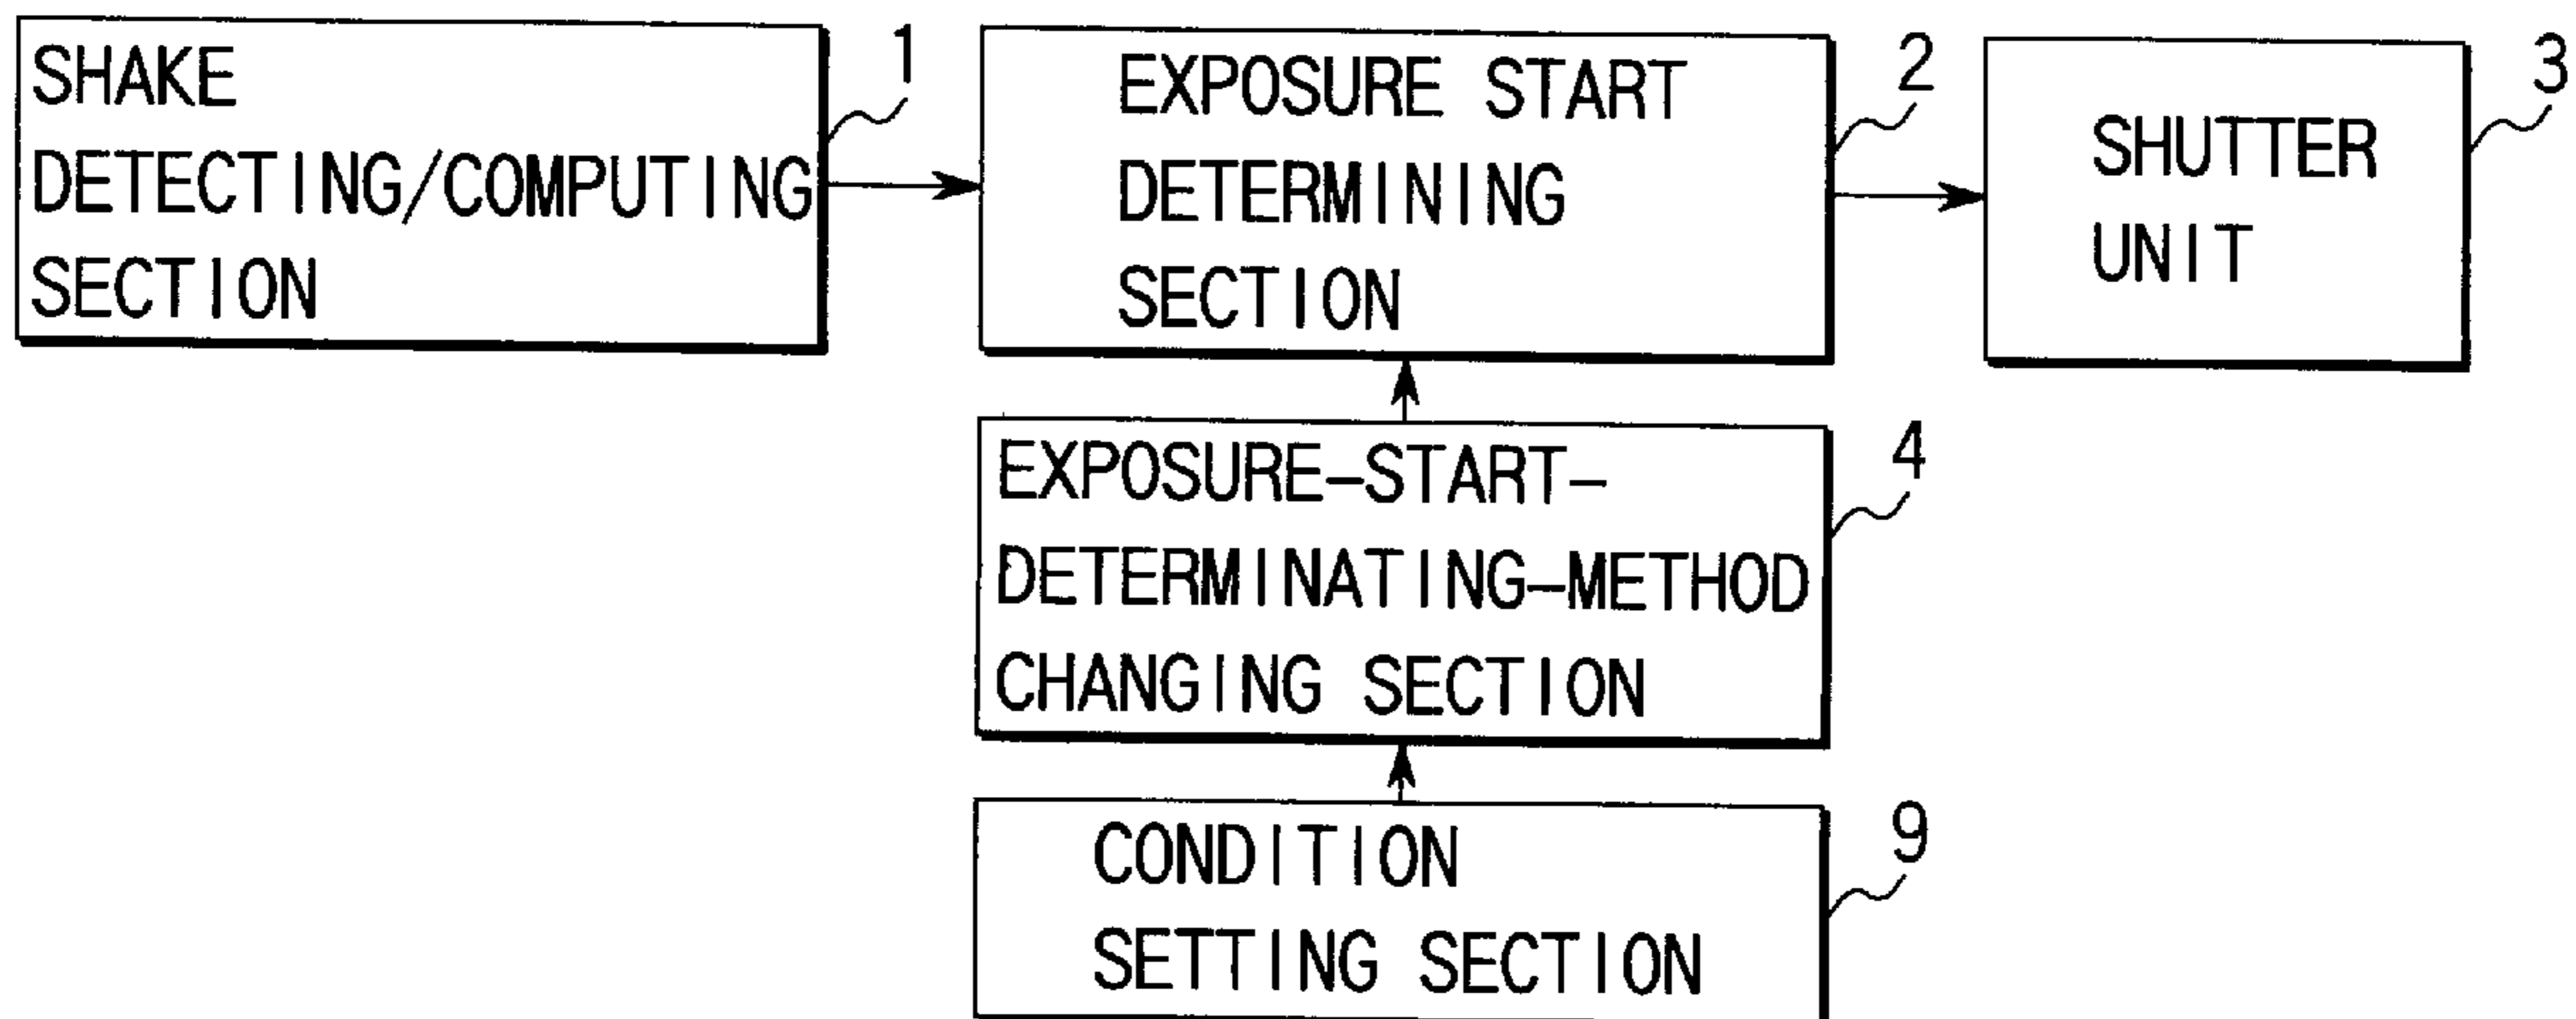 SHAKE
DETECTING/COMPUTING
SECTION
1
EXPOSURE START
DETERMINING
SECTION
2
SHUTTER
UNIT
3
EXPOSURE-START-
DETERMINATING-METHOD
CHANGING SECTION
4
CONDITION
SETTING SECTION
9